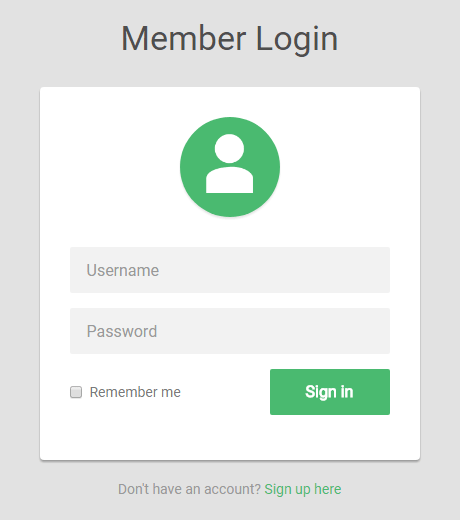 Member Login
Username
Password
Remember me
Sign in
Don't have an account? Sign up here